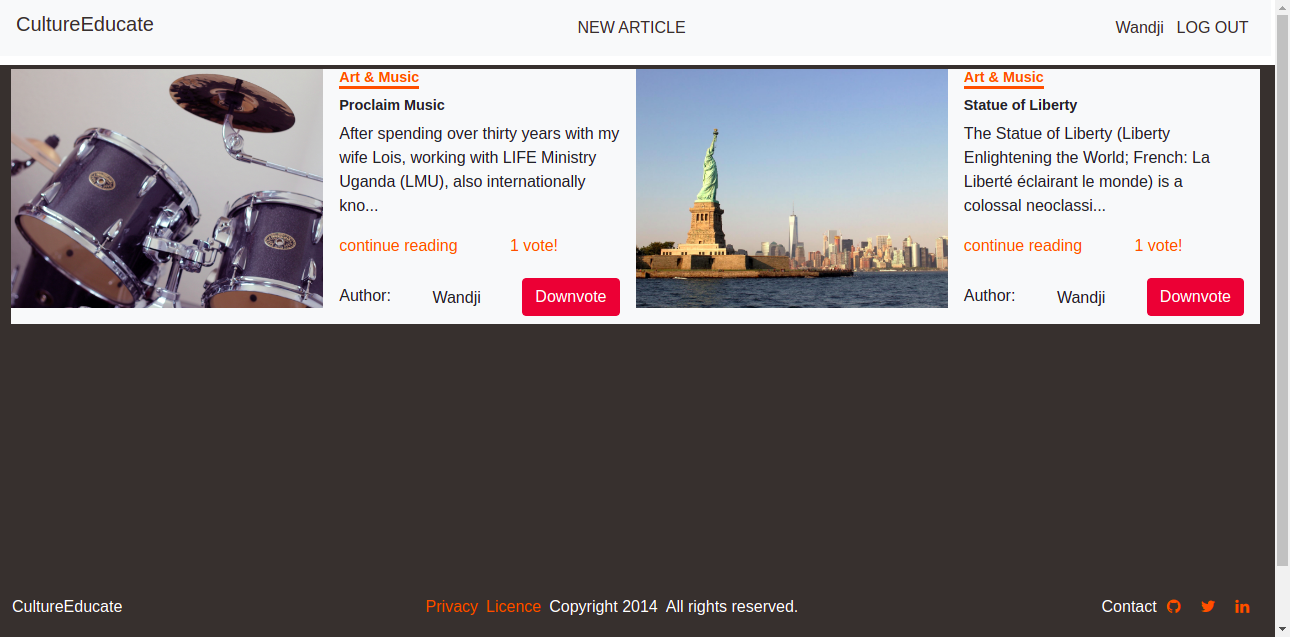 CultureEducate
NEW ARTICLE
Wandji LOG OUT
Art & Music
Proclaim Music
After spending over thirty years with my
wife Lois, working with LIFE Ministry
Uganda (LMU), also internationally
kno...
continue reading 1 vote!
Author: Wandji Downvote
Art & Music
Statue of Liberty
The Statue of Liberty (Liberty
Enlightening the World; French: La
Liberté éclairant le monde) is a
colossal neoclassi...
continue reading 1 vote!
Author: Wandji Downvote
CultureEducate
Privacy Licence Copyright 2014 All rights reserved.
Contact